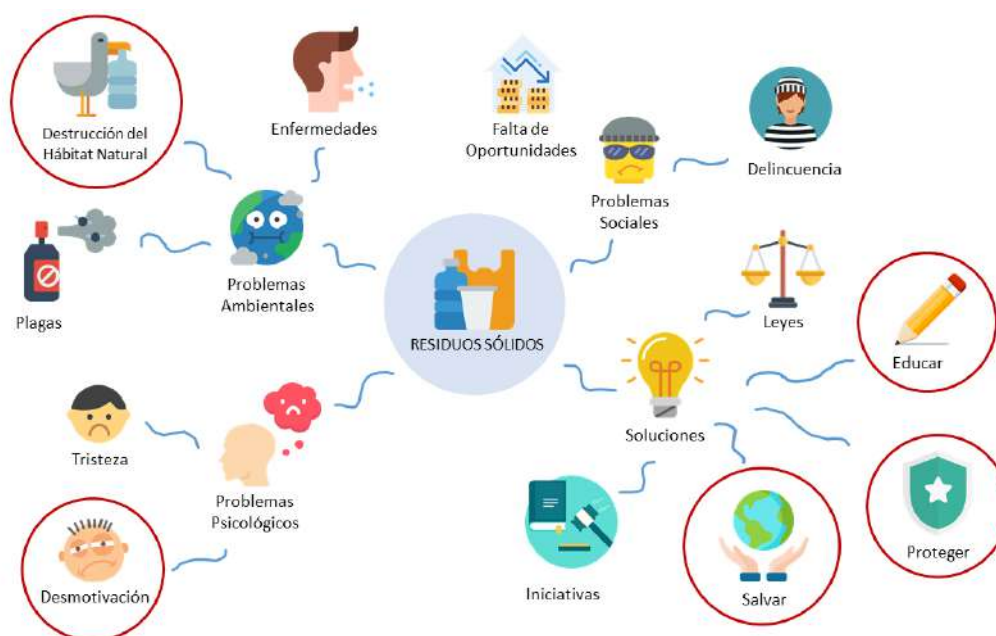 Destrucción del
Hábitat Natural
Enfermedades
Falta de
Oportunidades
Delincuencia
Problemas
Sociales
Plagas
Problemas
Ambientales
RESIDUOS SÓLIDOS
Leyes
Educar
Soluciones
Tristeza
Problemas
Psicológicos
Desmotivación
Iniciativas
Salvar
Proteger